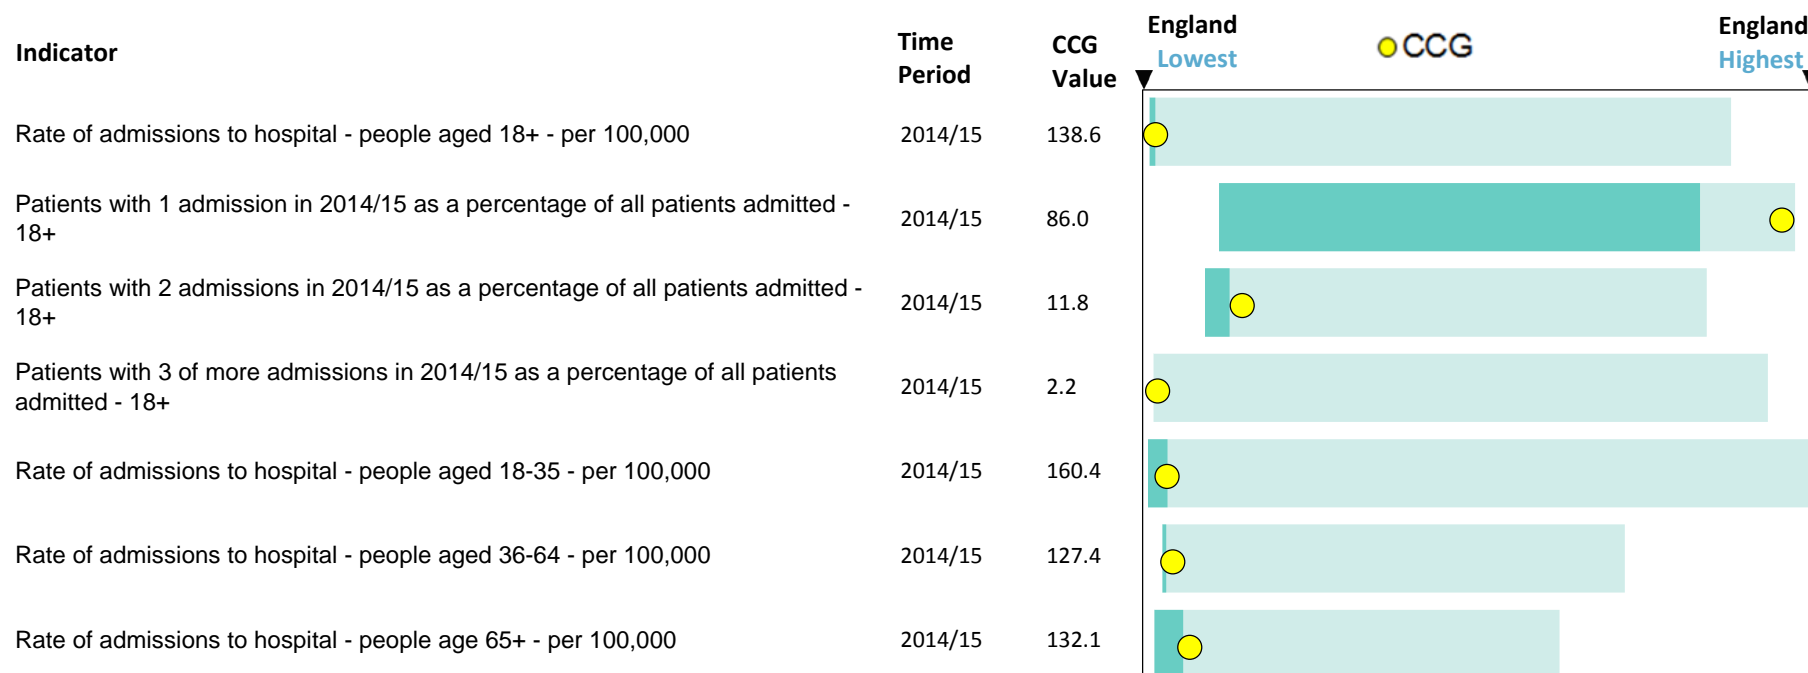 Indicator
Time Period
CCG Value
England Lowest
CCG
England Highest
Rate of admissions to hospital - people aged 18+ - per 100,000 2014/15 138.6
Patients with 1 admission in 2014/15 as a percentage of all patients admitted -
18+
2014/15 86.0
Patients with 2 admissions in 2014/15 as a percentage of all patients admitted -
18+
2014/15 11.8
Patients with 3 of more admissions in 2014/15 as a percentage of all patients
admitted - 18+
2014/15 2.2
Rate of admissions to hospital - people aged 18-35 - per 100,000 2014/15 160.4
Rate of admissions to hospital - people aged 36-64 - per 100,000 2014/15 127.4
Rate of admissions to hospital - people age 65+ - per 100,000 2014/15 132.1